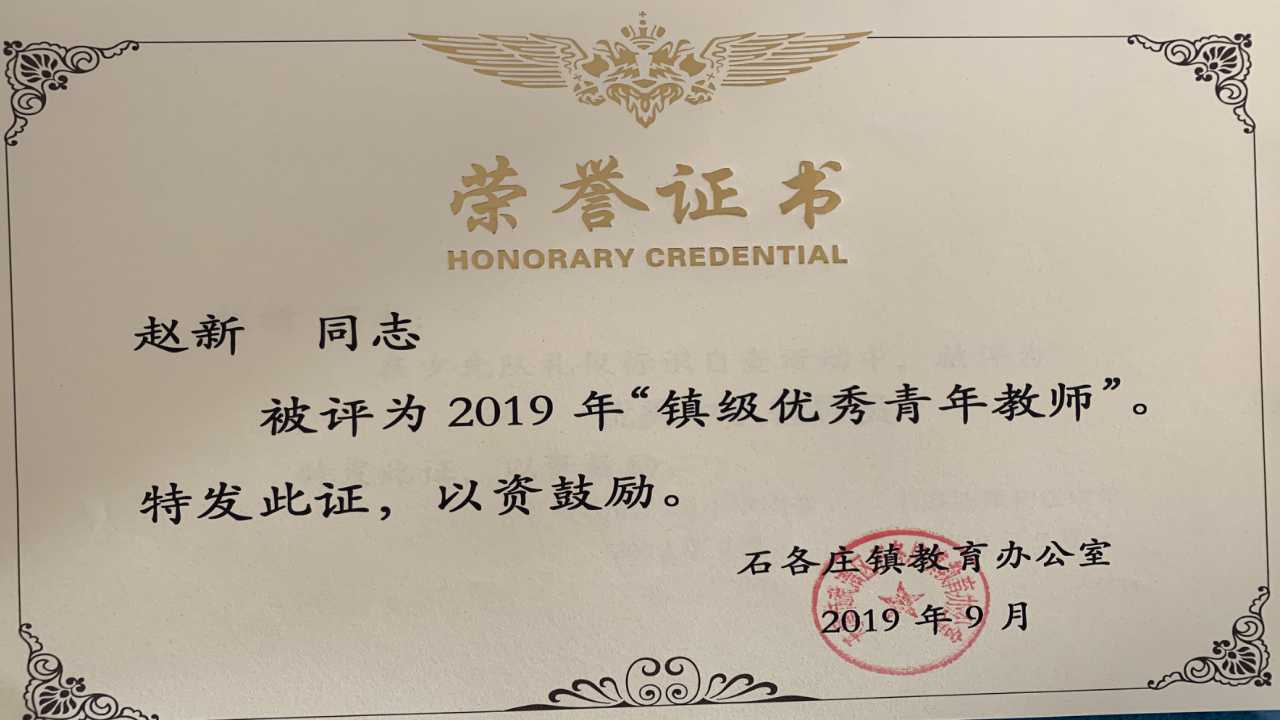 荣誉证书
HONORARY CREDENTIAL
赵新 同志
被评为 2019 年“镇级优秀青年教师”。
特发此证，以资鼓励。
石各庄镇教育办公室
2019 年 9 月